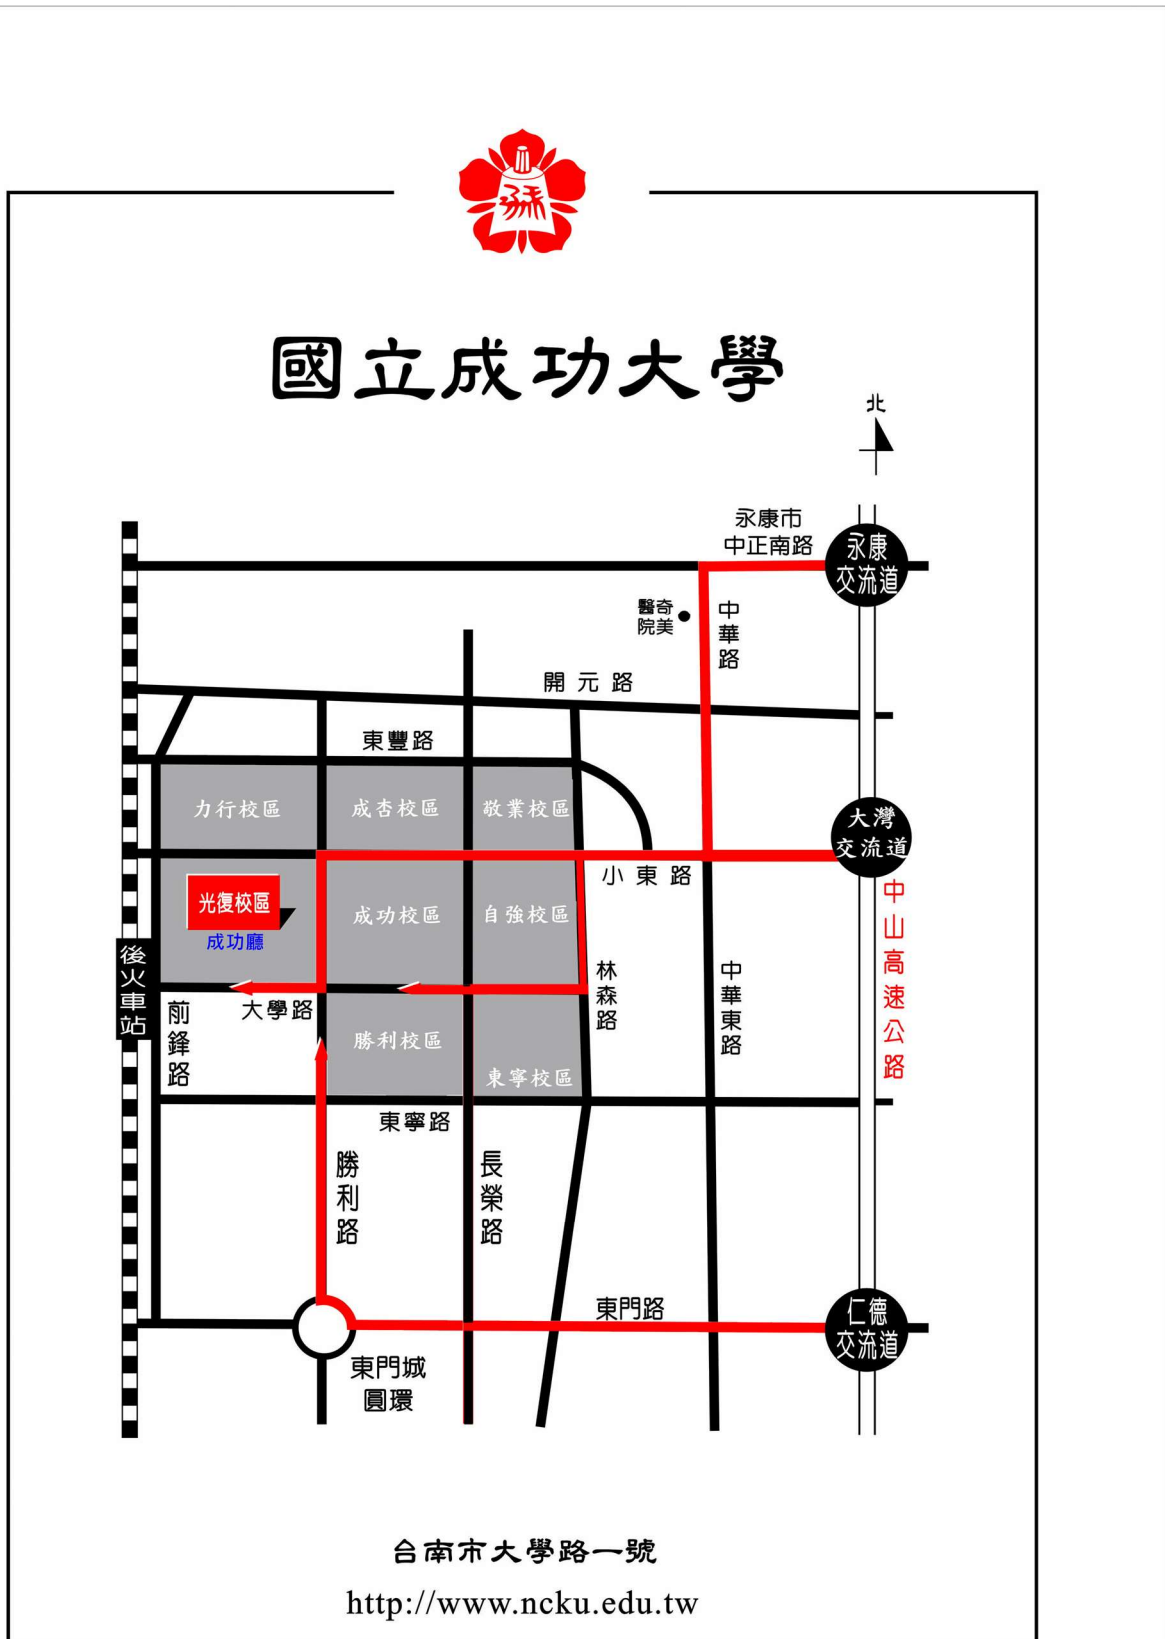 國立成功大學
北
永康市
中正南路
永康
交流道
奇美
醫院
中華路
開元路
東豐路
力行校區
成杏校區
敬業校區
大灣
交流道
小東路
光復校區
成功廳
成功校區
自強校區
中山高速公路
後火車站
前鋒路
大學路
林森路
中華東路
勝利校區
東寧校區
東寧路
勝利路
長榮路
東門路
仁德
交流道
東門城
圓環
台南市大學路一號
http://www.ncku.edu.tw